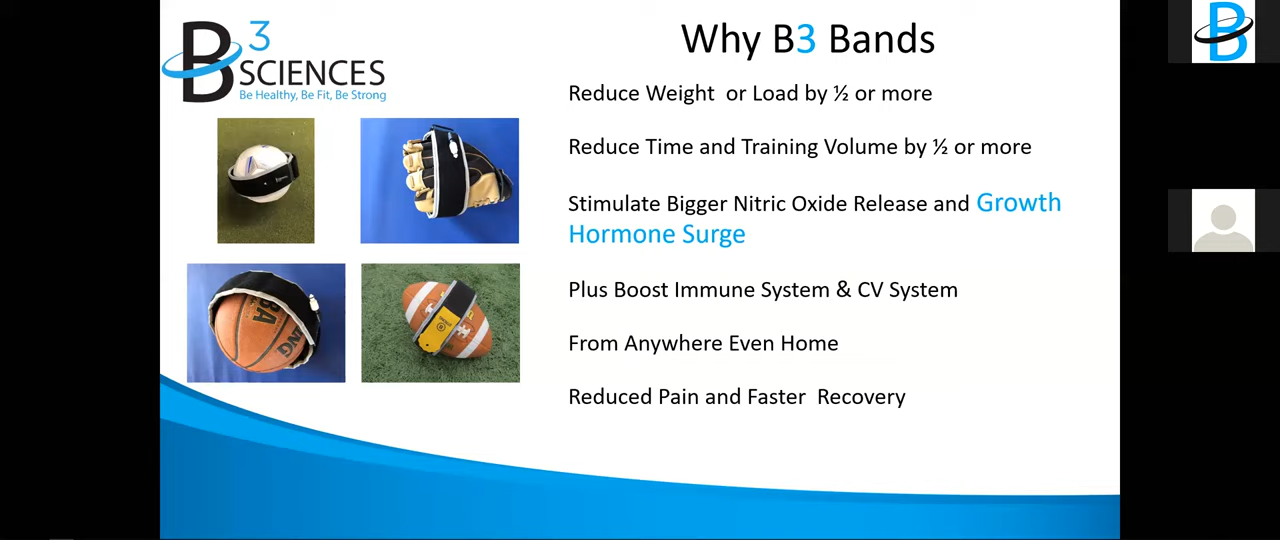 B3
SCIENCES
Be Healthy, Be Fit, Be Strong
Why B3 Bands
Reduce Weight or Load by ½ or more
Reduce Time and Training Volume by ½ or more
Stimulate Bigger Nitric Oxide Release and Growth
Hormone Surge
Plus Boost Immune System & CV System
From Anywhere Even Home
Reduced Pain and Faster Recovery
B